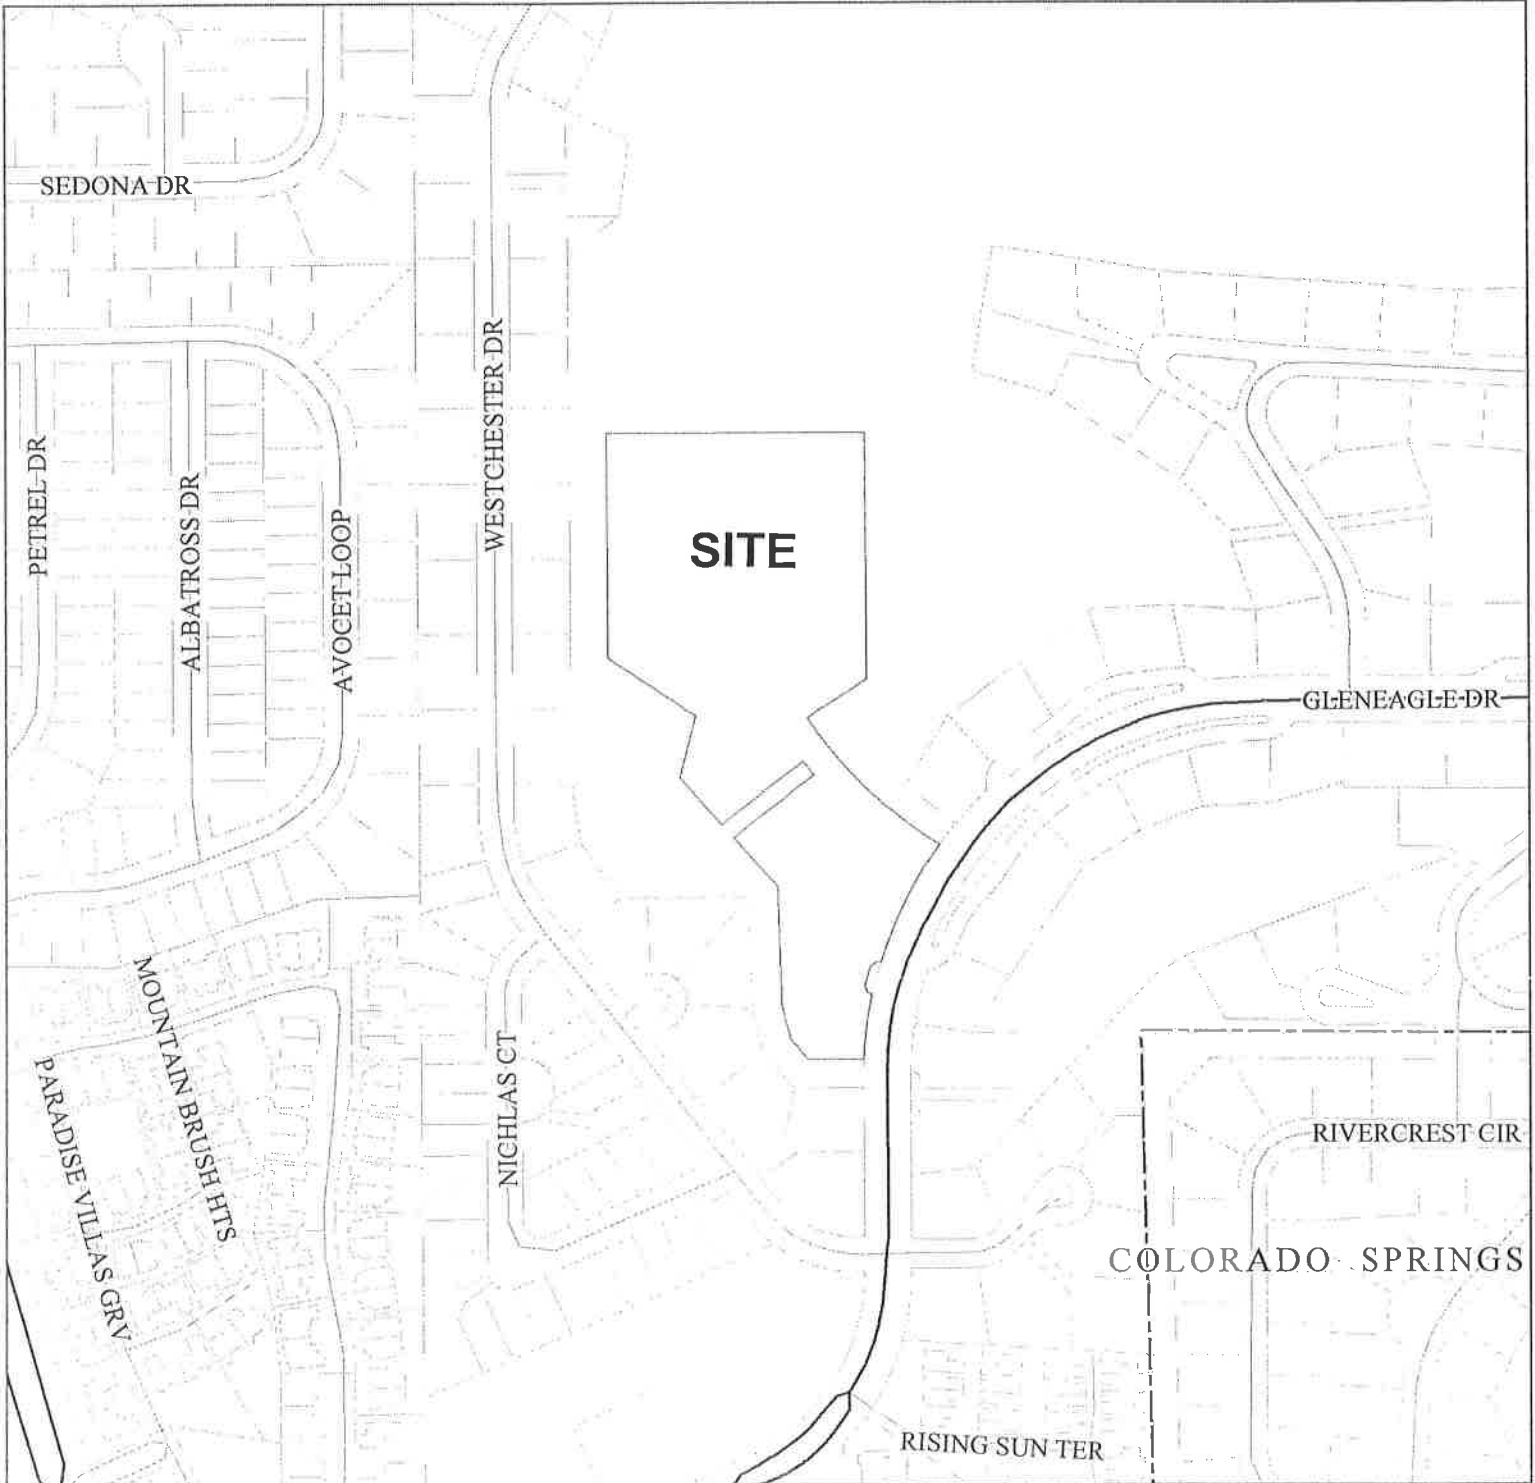 SEDONA DR
WESTCHESTER DR
PETREL DR
ALBATROSS DR
AVOCET LOOP
SITE
GLENEAGLE DR
MOUNTAIN BRUSH HTS
PARADISE VILLAS GRV
NICHLAS CT
RIVERCREST CIR
COLORADO SPRINGS
RISING SUN TER